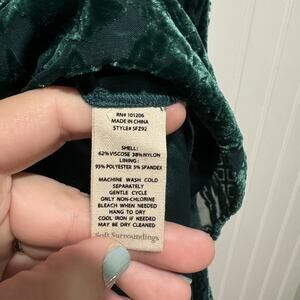 RN# 101206
MADE IN CHINA
STYLE# 5FZ92
SHELL:
62% VISCOSE 38% NYLON
LINING:
95% POLYESTER 5% SPANDEX
MACHINE WASH COLD
SEPARATELY
GENTLE CYCLE
ONLY NON-CHLORINE
BLEACH WHEN NEEDED
HANG TO DRY
COOL IRON IF NEEDED
MAY BE DRY CLEANED
Soft Surroundings